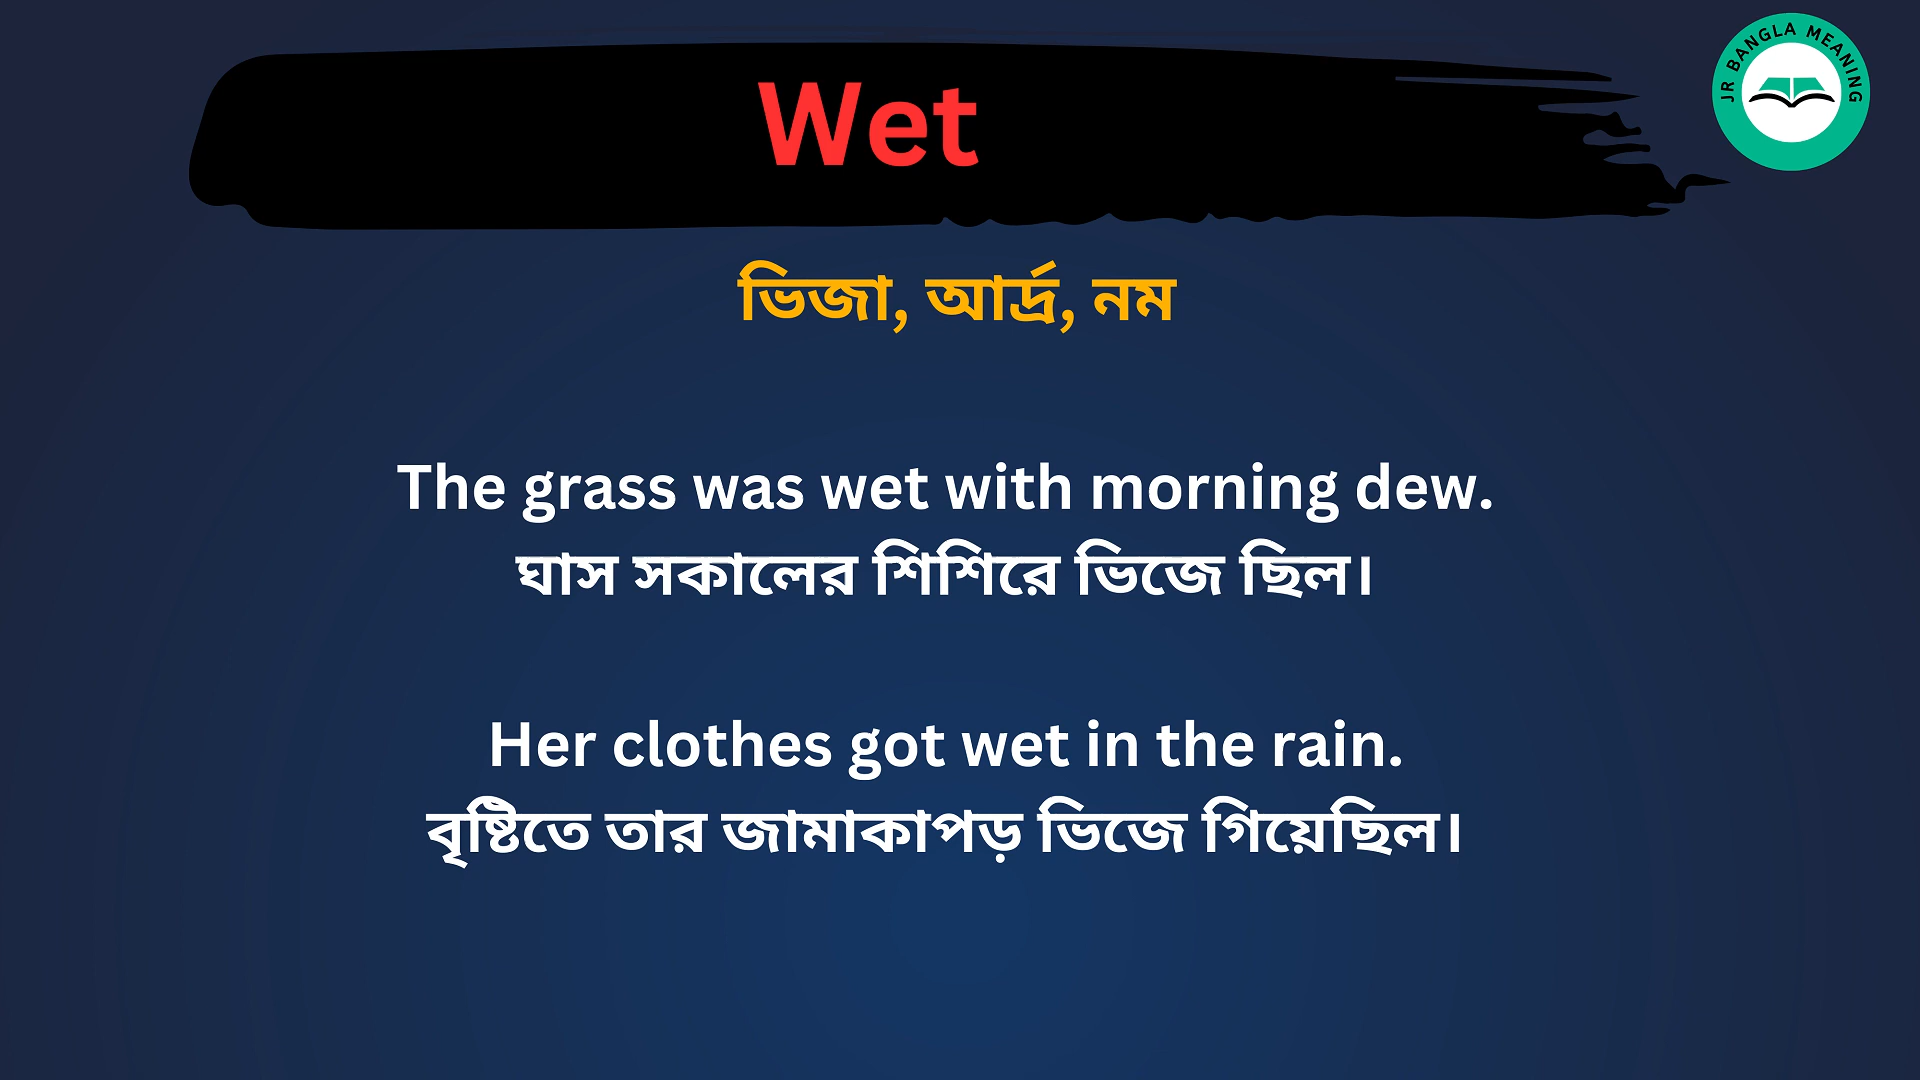 JR BANGLA MEANING
Wet
ভিজা, আর্দ্র, নম
The grass was wet with morning dew.
ঘাস সকালের শিশিরে ভিজে ছিল।
Her clothes got wet in the rain.
বৃষ্টিতে তার জামাকাপড় ভিজে গিয়েছিল।